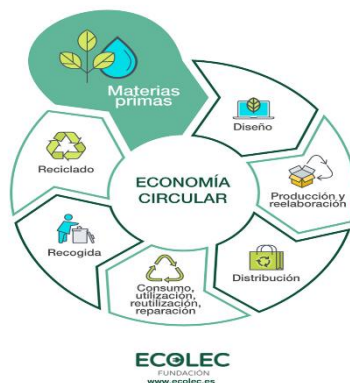 Materias
primas
Diseño
Producción y
reelaboración
Distribución
Consumo,
utilización,
reutilización,
reparación
Recogida
Reciclado
ECONOMÍA
CIRCULAR
ECOLEC
FUNDACIÓN
www.ecolec.es